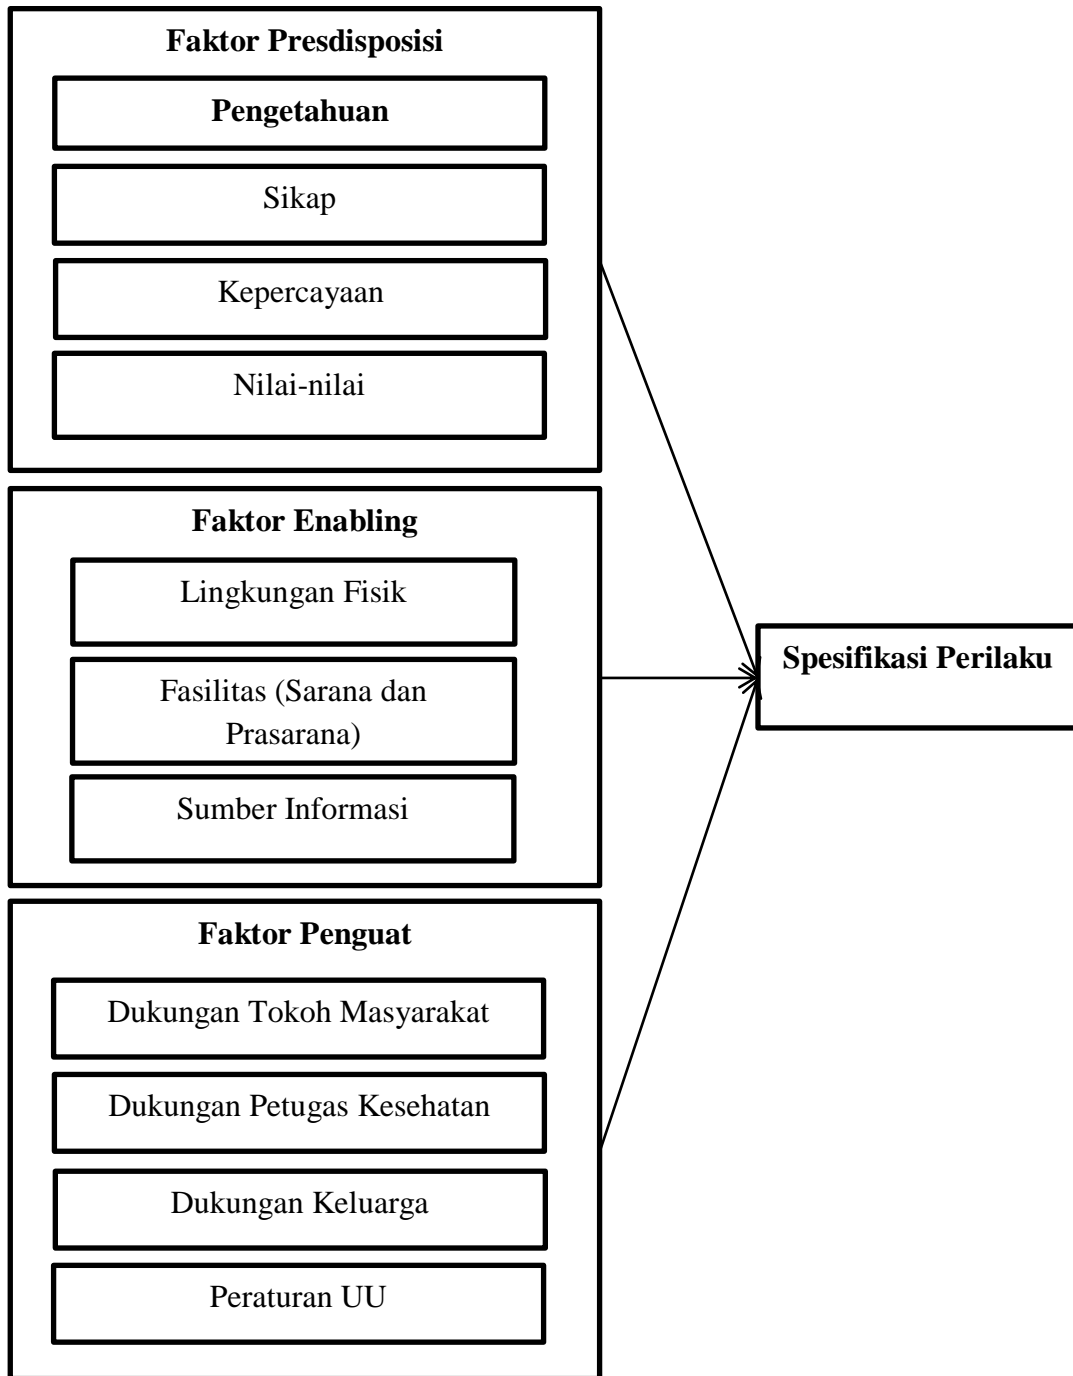 Faktor Presdisposisi
Pengetahuan
Sikap
Kepercayaan
Nilai-nilai
Faktor Enabling
Lingkungan Fisik
Fasilitas (Sarana dan
Prasarana)
Sumber Informasi
Spesifikasi Perilaku
Faktor Penguat
Dukungan Tokoh Masyarakat
Dukungan Petugas Kesehatan
Dukungan Keluarga
Peraturan UU